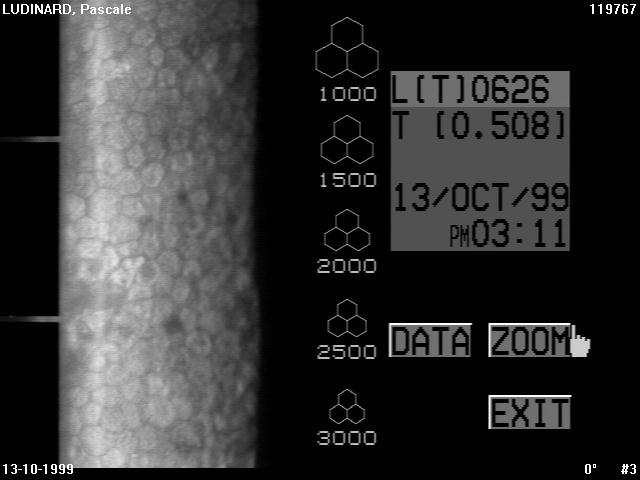 LUDINARD, Pascale
119767
1000
1500
2000
2500
3000
L(T)0626
T (0.508)
13/OCT/99
PM03:11
DATA
ZOOM
EXIT
13-10-1999
0° #3